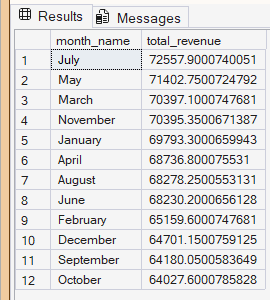 Results Messages
month_name total_revenue
1 July 72557.9000740051
2 May 71402.7500724792
3 March 70397.1000747681
4 November 70395.3500671387
5 January 69793.3000659943
6 April 68736.800075531
7 August 68278.2500553131
8 June 68230.2000656128
9 February 65159.6000747681
10 December 64701.1500759125
11 September 64180.0500583649
12 October 64027.6000785828